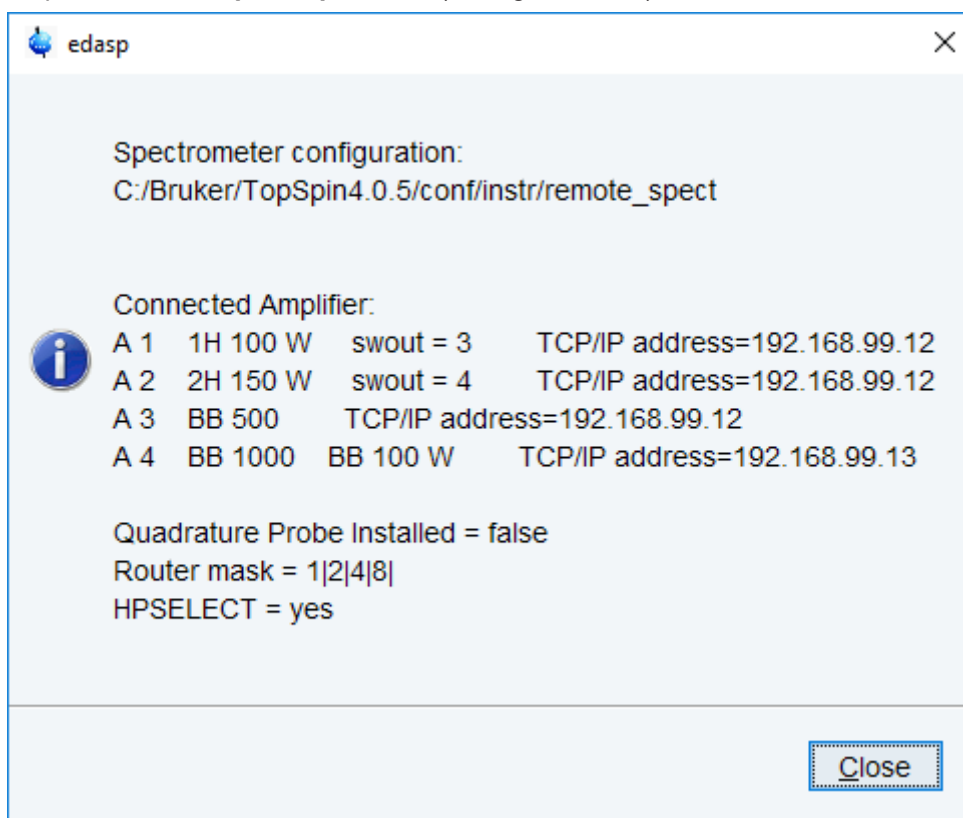 edasp
Spectrometer configuration:
C:/Bruker/TopSpin4.0.5/conf/instr/remote_spect
Connected Amplifier:
A 1 1H 100 W swout = 3 TCP/IP address=192.168.99.12
A 2 2H 150 W swout = 4 TCP/IP address=192.168.99.12
A 3 BB 500 TCP/IP address=192.168.99.12
A 4 BB 1000 BB 100 W TCP/IP address=192.168.99.13
Quadrature Probe Installed = false
Router mask = 1|2|4|8|
HPSELECT = yes
Close